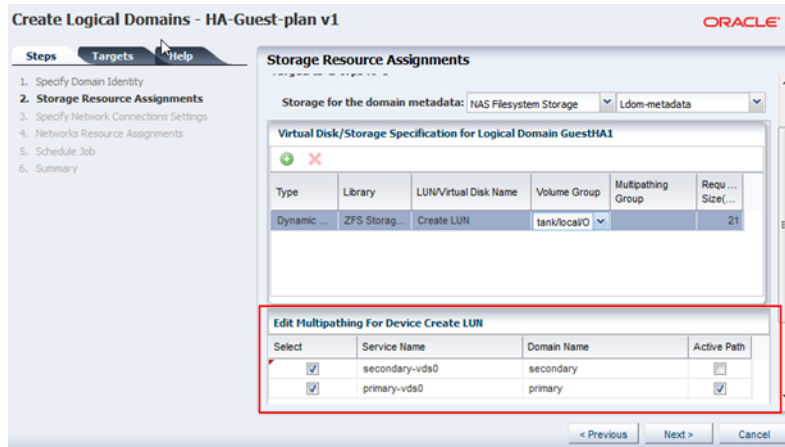 Create Logical Domains - HA-Guest-plan v1
ORACLE
Steps Targets Help
1. Specify Domain Identity
2. Storage Resource Assignments
3. Specify Network Connections Settings
4. Networks Resource Assignments
5. Schedule Job
6. Summary
Storage Resource Assignments
Storage for the domain metadata: NAS Filesystem Storage Ldom-metadata
Virtual Disk/Storage Specification for Logical Domain GuestHA1
Type Library LUN/Virtual Disk Name Volume Group Multipathing Group Requ ... Size(...
Dynamic ... ZFS Storag... Create LUN tank/local/O 21
Edit Multipathing For Device Create LUN
Select Service Name Domain Name Active Path
secondary-vds0 secondary
primary-vds0 primary
< Previous Next > Cancel